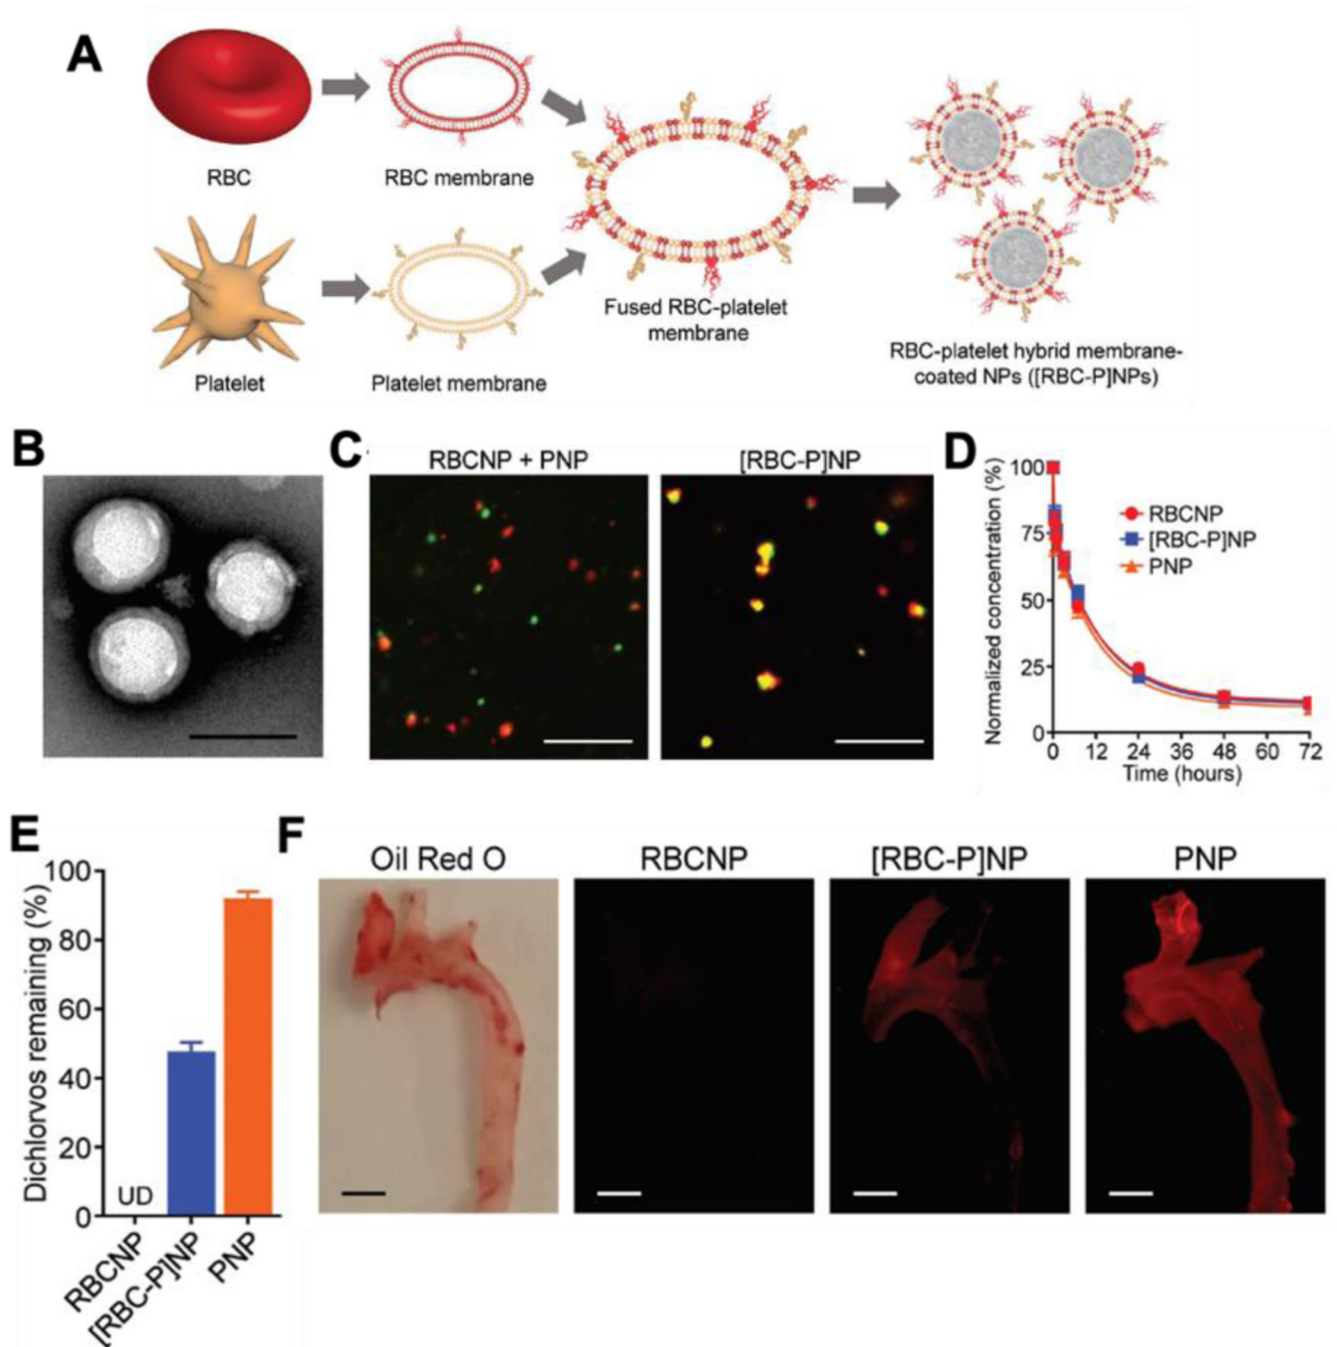 A
RBC
RBC membrane
Platelet
Platelet membrane
Fused RBC-platelet
membrane
RBC-platelet hybrid membrane-
coated NPs ([RBC-P]NPs)
B
C
RBCNP + PNP
[RBC-P]NP
D
Normalized concentration (%)
100
75
50
25
0
RBCNP
[RBC-P]NP
PNP
0 12 24 36 48 60 72
Time (hours)
E
Dichlorvos remaining (%)
100
80
60
40
20
0
UD
RBCNP
[RBC-P]NP
PNP
F
Oil Red O
RBCNP
[RBC-P]NP
PNP